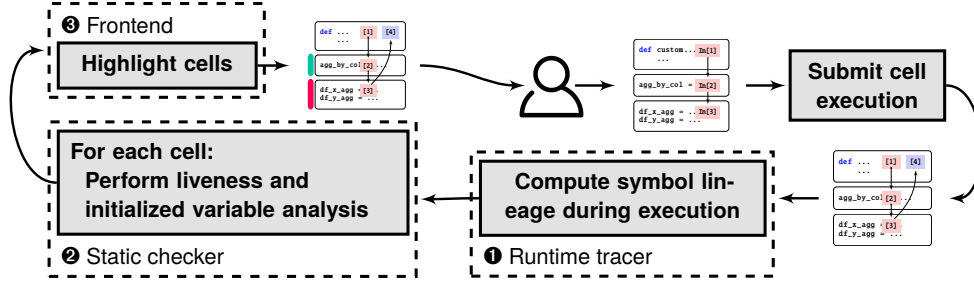 ❸ Frontend
Highlight cells
def ... [1] [4]
...
agg_by_col [2] ...
df_x_agg = [3] ..
df_y_agg = ...
def custom... In[1]
...
agg_by_col = In[2]
df_x_agg = .. In[3]
df_y_agg = ...
Submit cell
execution
For each cell:
Perform liveness and
initialized variable analysis
❷ Static checker
Compute symbol lin-
eage during execution
❶ Runtime tracer
def ... [1] [4]
...
agg_by_col [2] ...
df_x_agg = [3] ..
df_y_agg = ...